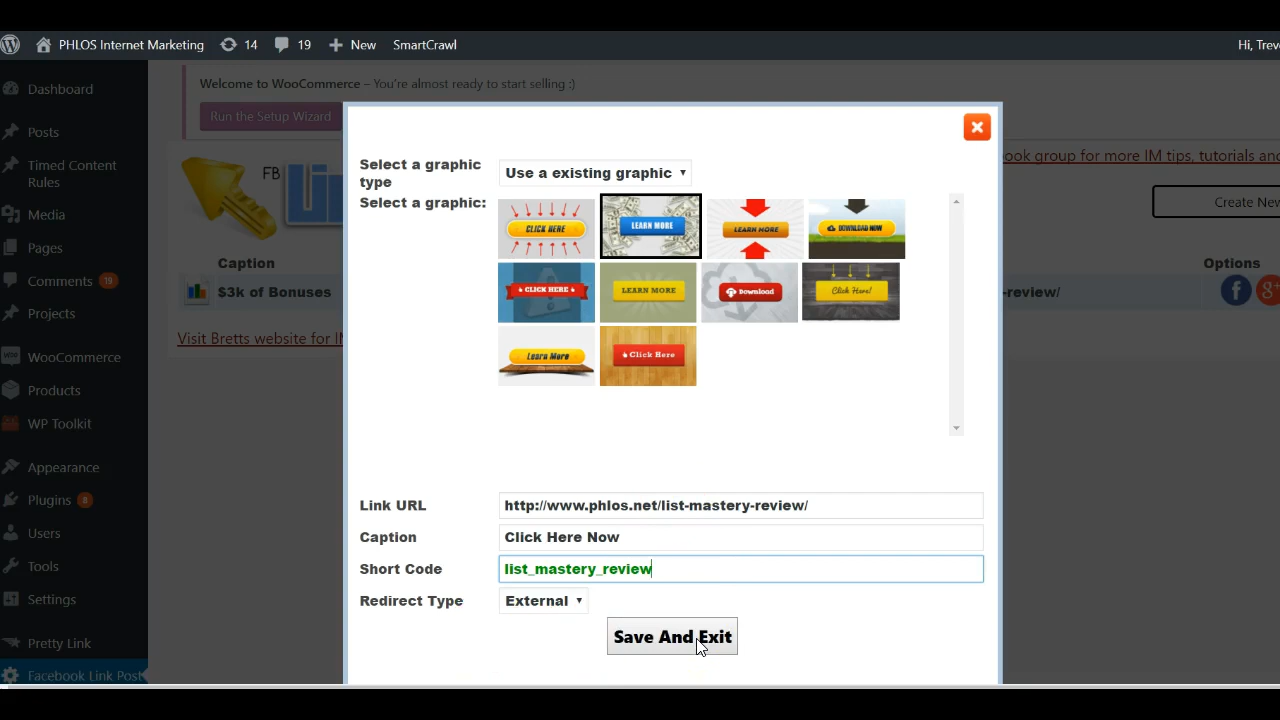 PHLOS Internet Marketing 14 19 New SmartCrawl Hi, Trev
Dashboard
Posts
Timed Content
Rules
Media
Pages
Comments 19
Projects
WooCommerce
Products
WP Toolkit
Appearance
Plugins 8
Users
Tools
Settings
Pretty Link
Facebook Link Post
Welcome to WooCommerce – You're almost ready to start selling :)
Run the Setup Wizard
FB
ook group for more IM tips, tutorials and
Create New
Caption
Options
$3k of Bonuses
-review/
Visit Bretts website for IM
Select a graphic
type
Use a existing graphic
Select a graphic:
CLICK HERE
LEARN MORE
LEARN MORE
DOWNLOAD NOW
CLICK HERE
LEARN MORE
Download
Click Here!
Learn More
Click Here
Link URL http://www.phlos.net/list-mastery-review/
Caption Click Here Now
Short Code list_mastery_review
Redirect Type External
Save And Exit